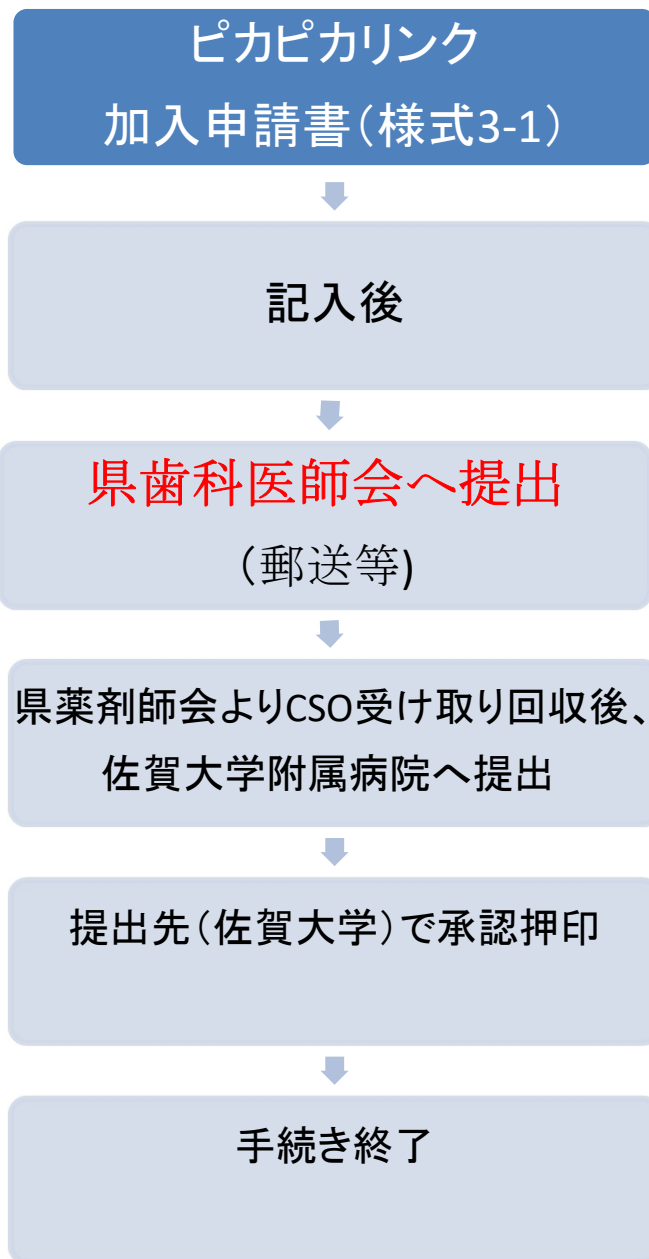 ピカピカリンク
加入申請書（様式3-1）
記入後
県歯科医師会へ提出
（郵送等)
県薬剤師会よりCSO受け取り回収後、
佐賀大学附属病院へ提出
提出先（佐賀大学）で承認押印
手続き終了